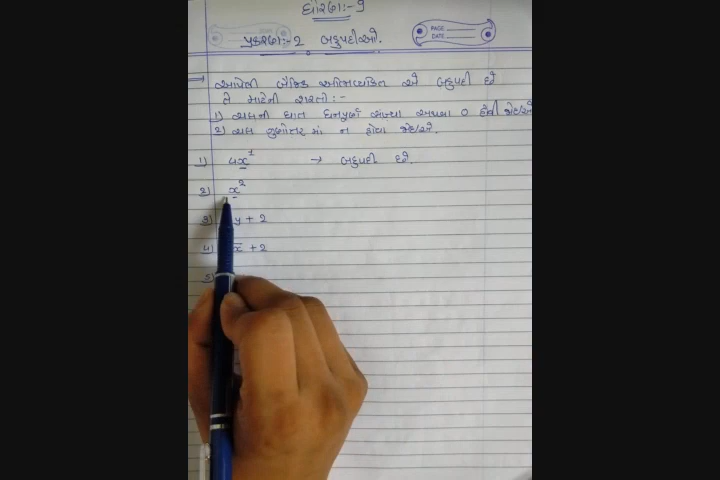 ધોરણ:- 9
પ્રકરણ:- 2 બહુપદીઓ.
PAGE
DATE
→ આપેલી બૈજિક અભિવ્યક્તિ એ બહુપદી છે
તે માટેની શરતો:-
1) ચલની ઘાત ધનપૂર્ણ સંખ્યા અથવા 0 હોવી જોઈએ
2) ચલ છેદમાં ન હોવા જોઈએ.
1) 4x¹ → બહુપદી છે.
2) x²
3) y + 2
4) x + 2
5)